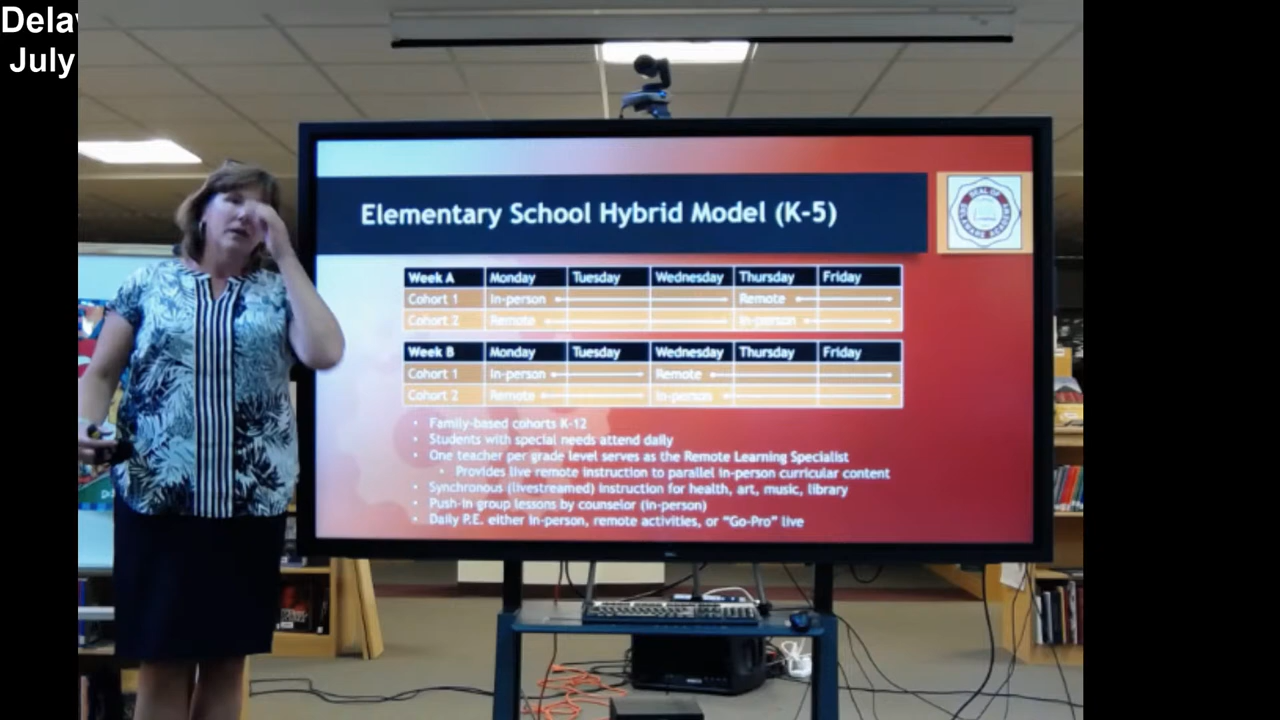 Dela
July
Elementary School Hybrid Model (K-5)
SEAL OF
DELAWARE ACADEMY
Week A Monday Tuesday Wednesday Thursday Friday
Cohort 1 In-person Remote
Cohort 2 Remote In-person
Week B Monday Tuesday Wednesday Thursday Friday
Cohort 1 In-person Remote
Cohort 2 Remote In-person
• Family-based cohorts K-12
• Students with special needs attend daily
• One teacher per grade level serves as the Remote Learning Specialist
• Provides live remote instruction to parallel in-person curricular content
• Synchronous (livestreamed) instruction for health, art, music, library
• Push-in group lessons by counselor (in-person)
• Daily P.E. either in-person, remote activities, or "Go-Pro" live